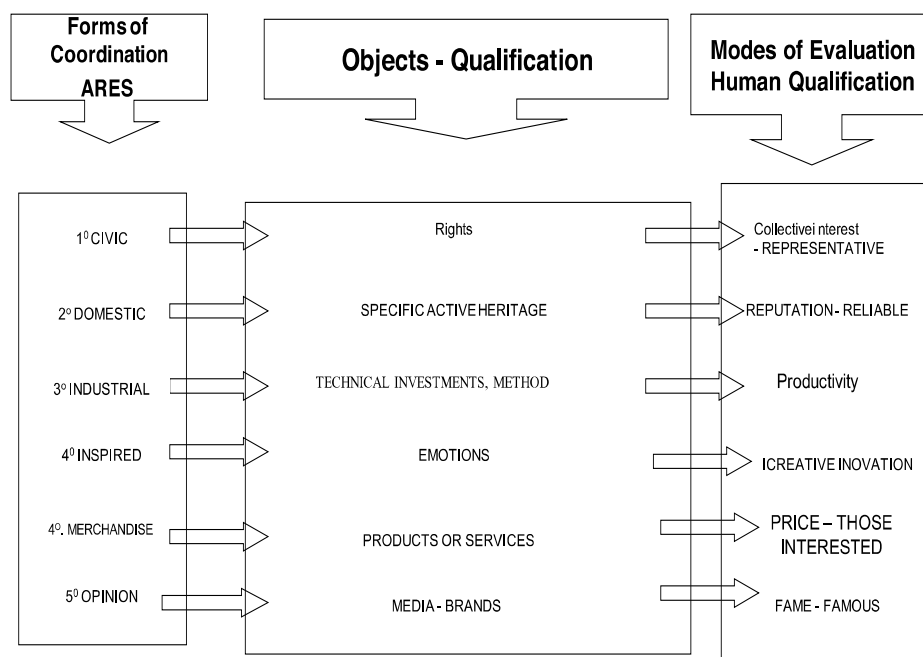 Forms of
Coordination
ARES
Objects - Qualification
Modes of Evaluation
Human Qualification
1⁰ CIVIC
Rights
Collectivei nterest
- REPRESENTATIVE
2º DOMESTIC
SPECIFIC ACTIVE HERITAGE
REPUTATION - RELIABLE
3º INDUSTRIAL
TECHNICAL INVESTMENTS, METHOD
Productivity
4⁰ INSPIRED
EMOTIONS
ICREATIVE INOVATION
4º. MERCHANDISE
PRODUCTS OR SERVICES
PRICE – THOSE
INTERESTED
5⁰ OPINION
MEDIA - BRANDS
FAME – FAMOUS